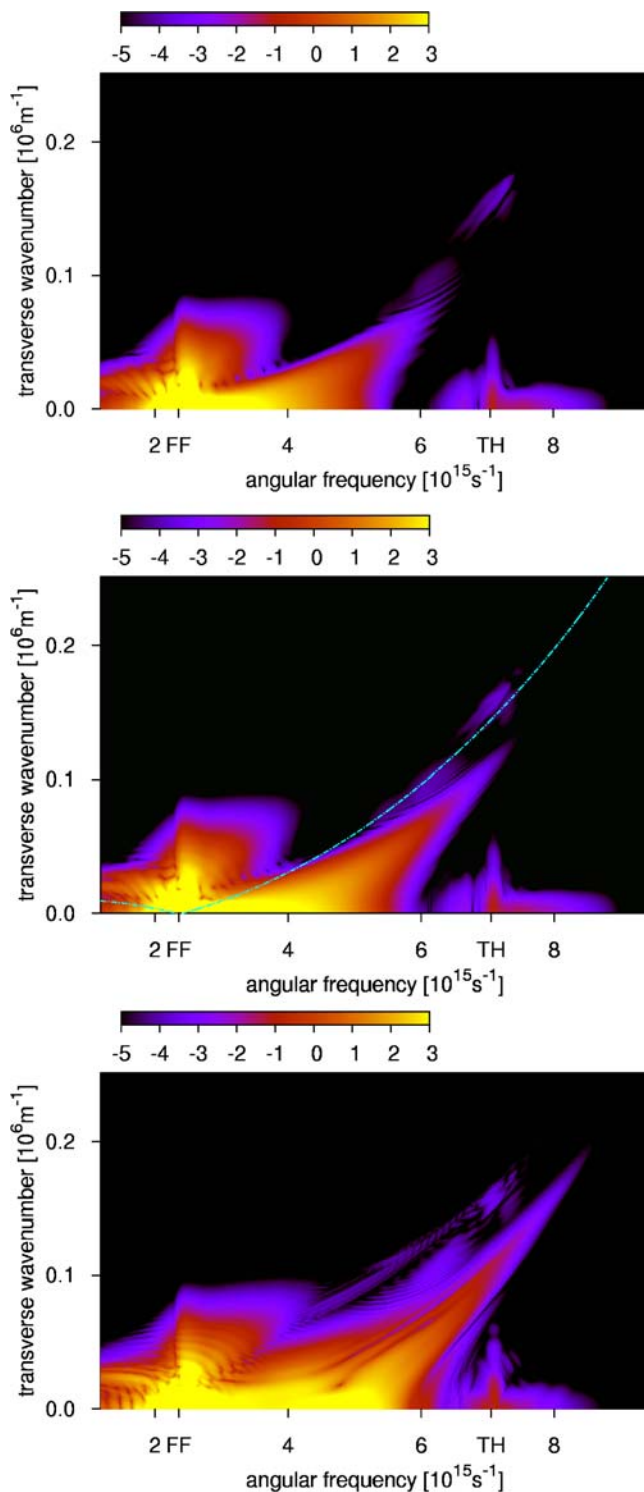 -5 -4 -3 -2 -1 0 1 2 3
transverse wavenumber [10⁶m⁻¹]
0.2
0.1
0.0
2 FF 4 6 TH 8
angular frequency [10¹⁵s⁻¹]
-5 -4 -3 -2 -1 0 1 2 3
transverse wavenumber [10⁶m⁻¹]
0.2
0.1
0.0
2 FF 4 6 TH 8
angular frequency [10¹⁵s⁻¹]
-5 -4 -3 -2 -1 0 1 2 3
transverse wavenumber [10⁶m⁻¹]
0.2
0.1
0.0
2 FF 4 6 TH 8
angular frequency [10¹⁵s⁻¹]